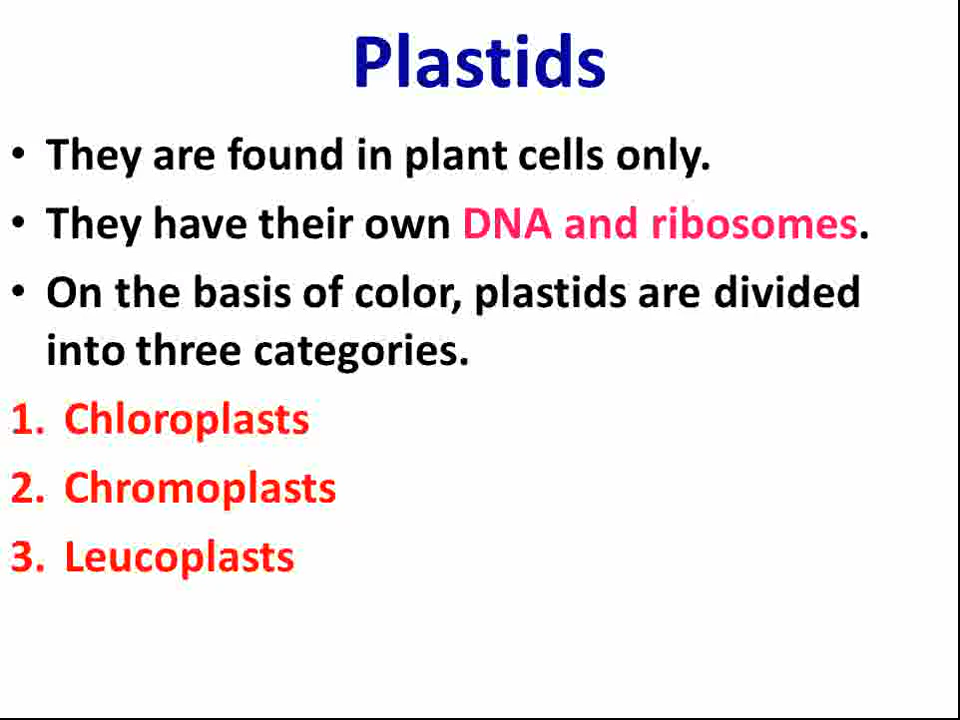 Plastids
• They are found in plant cells only.
• They have their own DNA and ribosomes.
• On the basis of color, plastids are divided
into three categories.
1. Chloroplasts
2. Chromoplasts
3. Leucoplasts